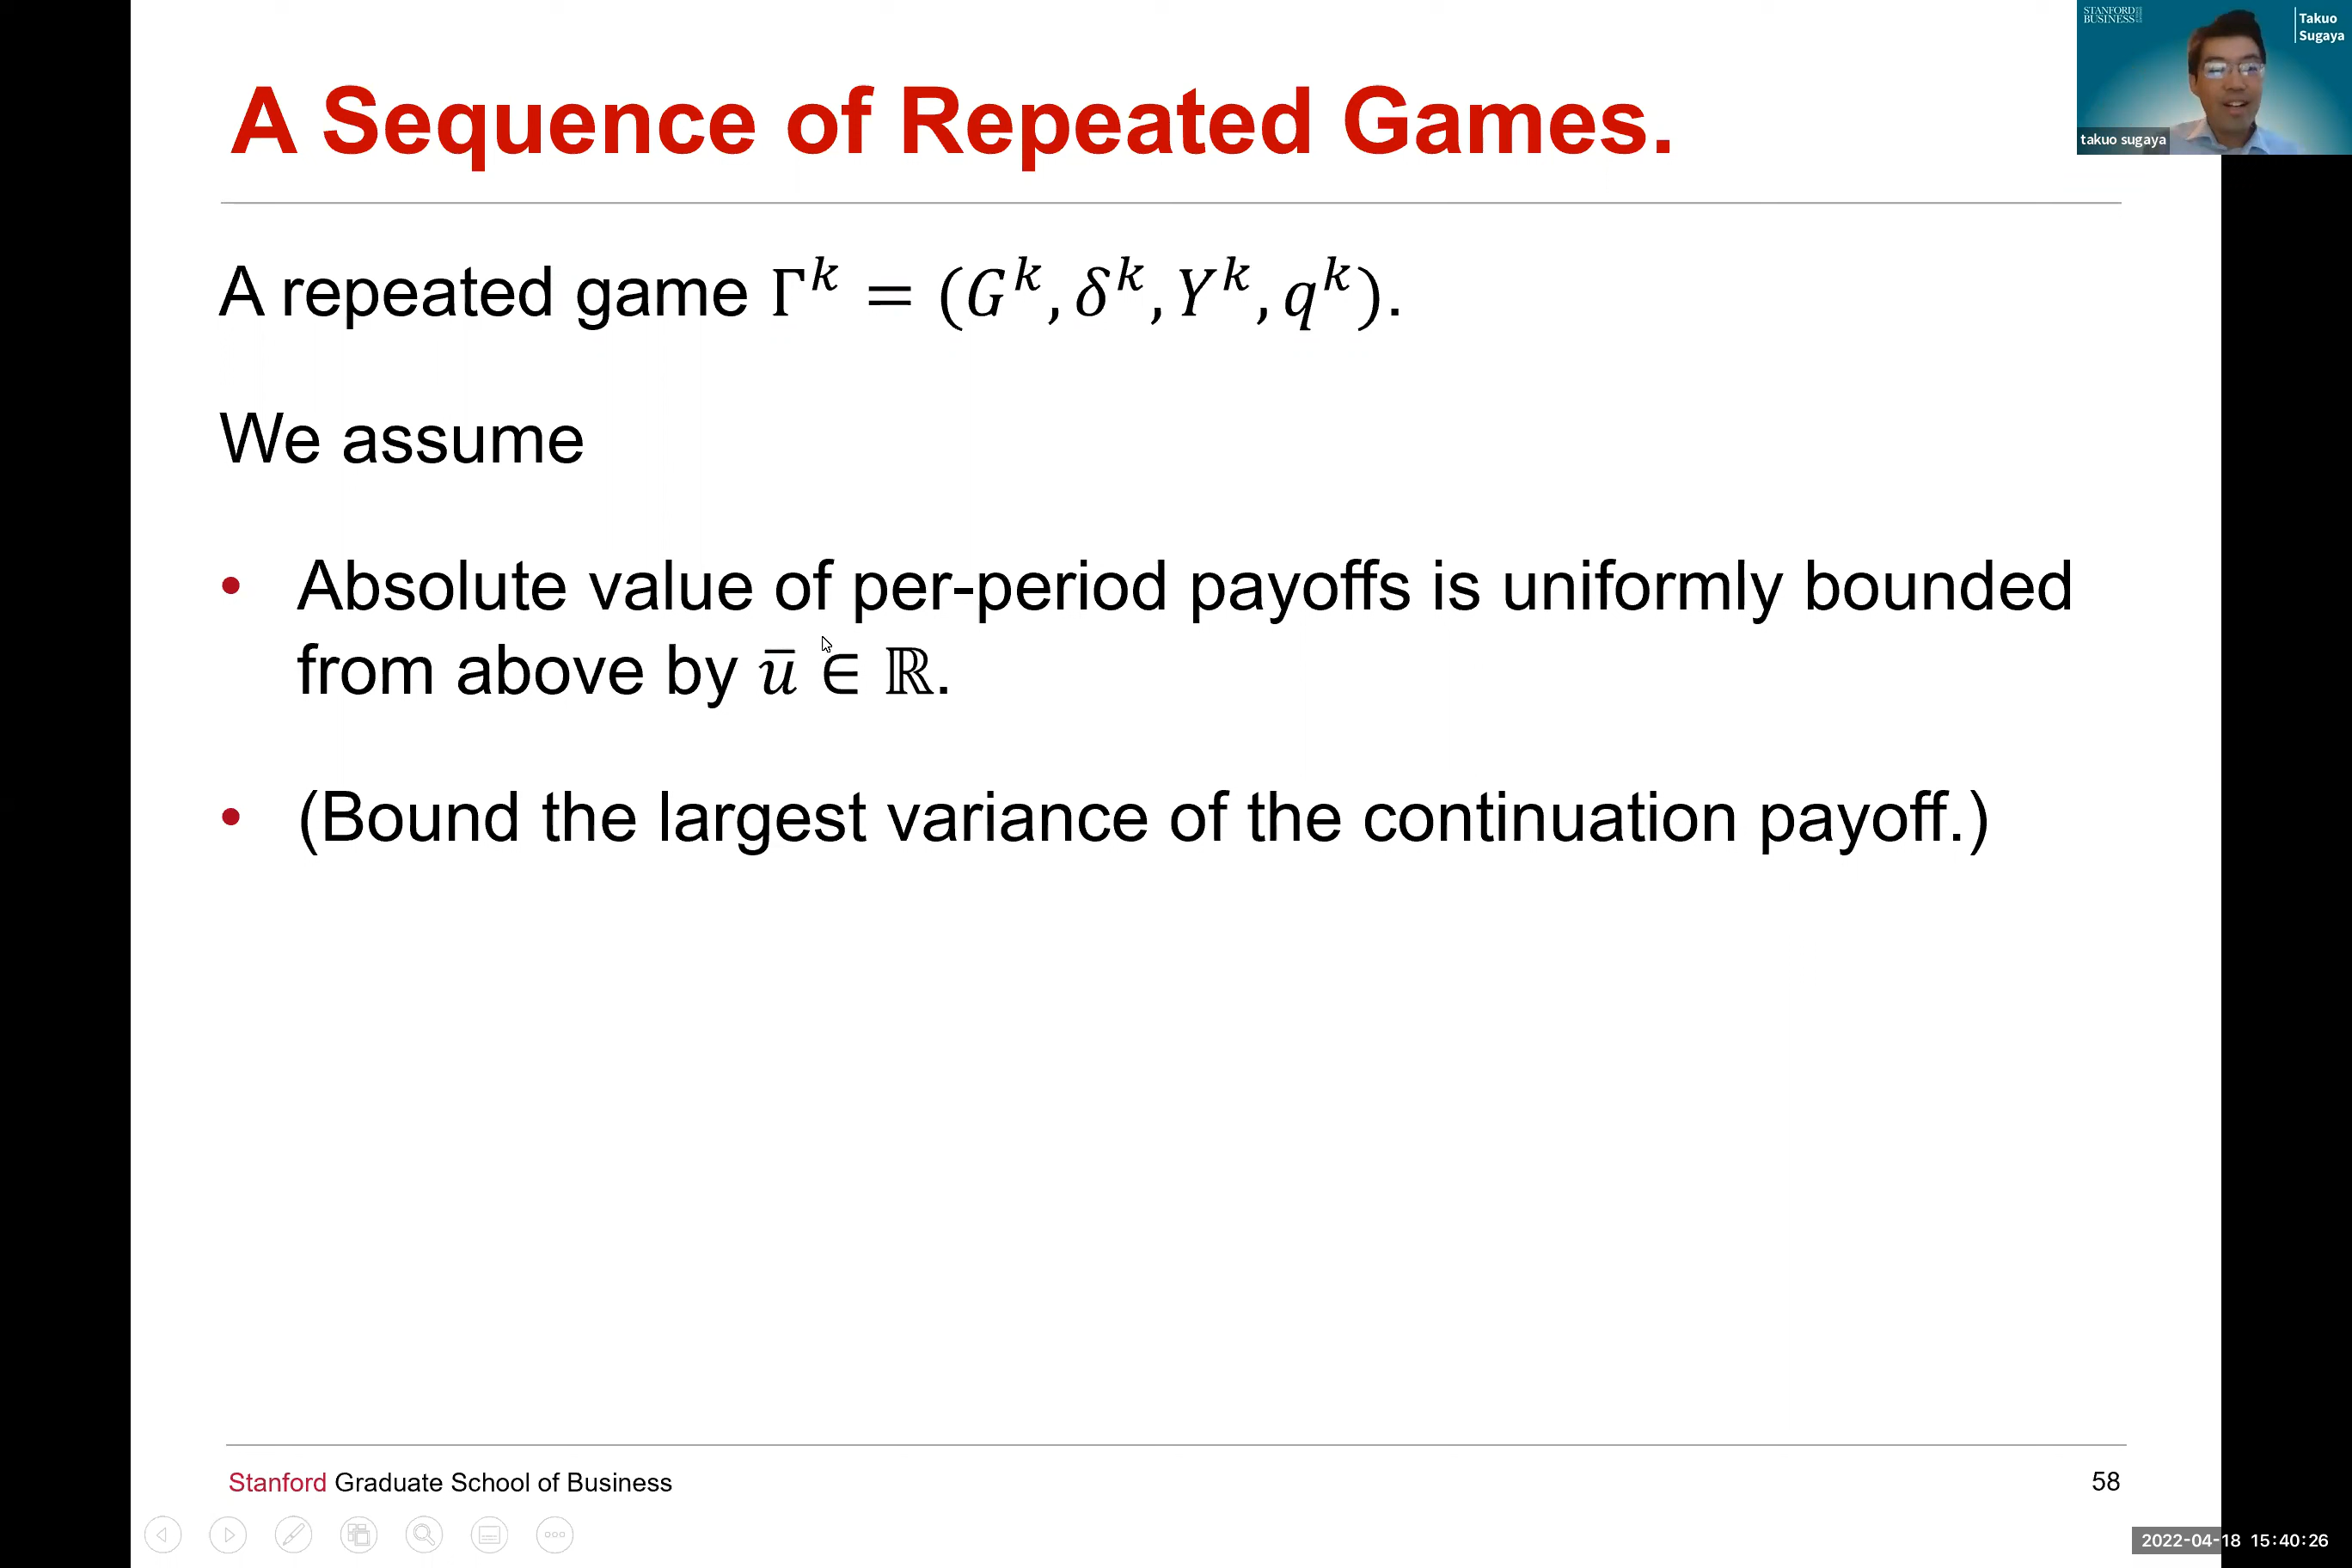 A Sequence of Repeated Games.
STANFORD
BUSINESS
Takuo
Sugaya
takuo sugaya
A repeated game Γ^k = (G^k, δ^k, Y^k, q^k).
We assume
• Absolute value of per-period payoffs is uniformly bounded
from above by ū ∈ ℝ.
• (Bound the largest variance of the continuation payoff.)
Stanford Graduate School of Business
58
2022-04-18 15:40:26